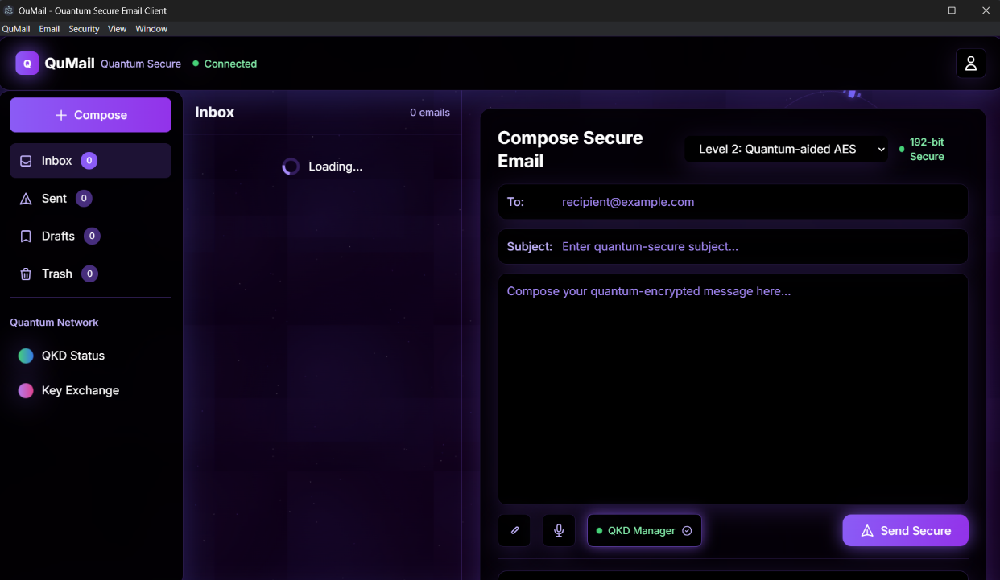 QuMail - Quantum Secure Email Client
QuMail Email Security View Window
Q QuMail Quantum Secure Connected
Compose
Inbox 0
Sent 0
Drafts 0
Trash 0
Quantum Network
QKD Status
Key Exchange
Inbox 0 emails
Loading...
Compose Secure
Email
Level 2: Quantum-aided AES
192-bit
Secure
To: recipient@example.com
Subject: Enter quantum-secure subject...
Compose your quantum-encrypted message here...
QKD Manager
Send Secure